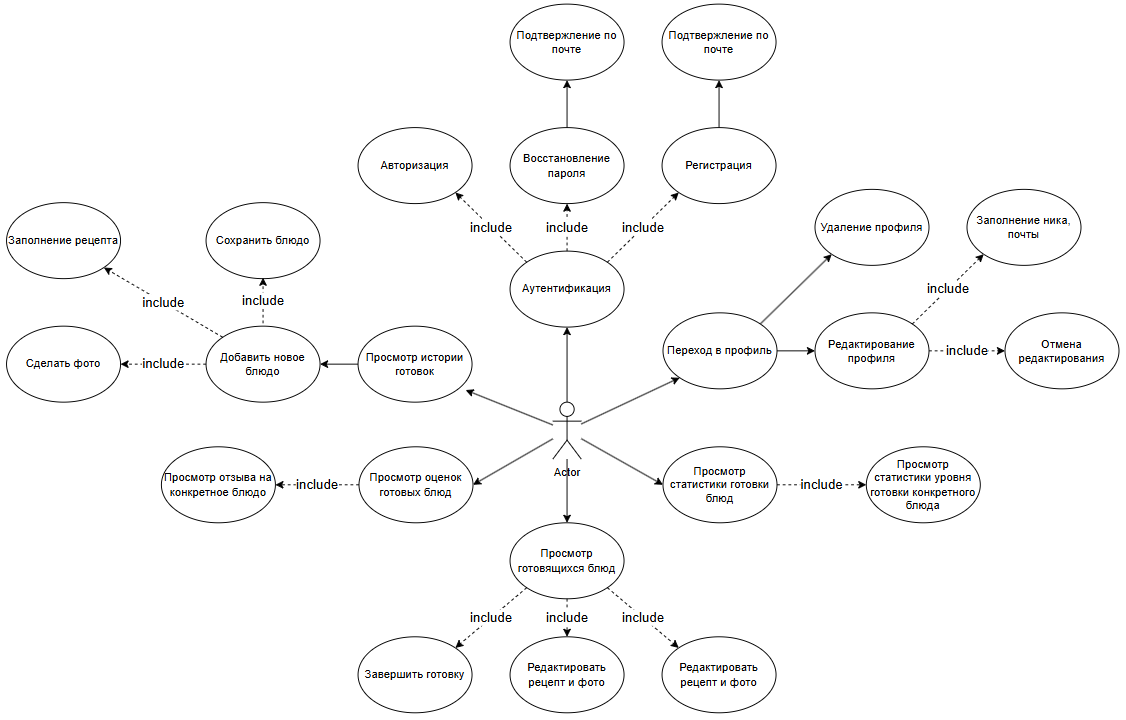 Подтвержление по
почте
Подтвержление по
почте
Авторизация
Восстановление
пароля
Регистрация
include
include
include
Заполнение рецепта
Сохранить блюдо
Удаление профиля
Заполнение ника,
почты
Аутентификация
include
include
include
Сделать фото
include
Добавить новое
блюдо
Просмотр истории
готовок
Переход в профиль
Редактирование
профиля
include
Отмена
редактирования
Actor
Просмотр отзыва на
конкретное блюдо
include
Просмотр оценок
готовых блюд
Просмотр
статистики готовки
блюд
include
Просмотр
статистики уровня
готовки конкретного
блюда
Просмотр
готовящихся блюд
include
include
include
Завершить готовку
Редактировать
рецепт и фото
Редактировать
рецепт и фото